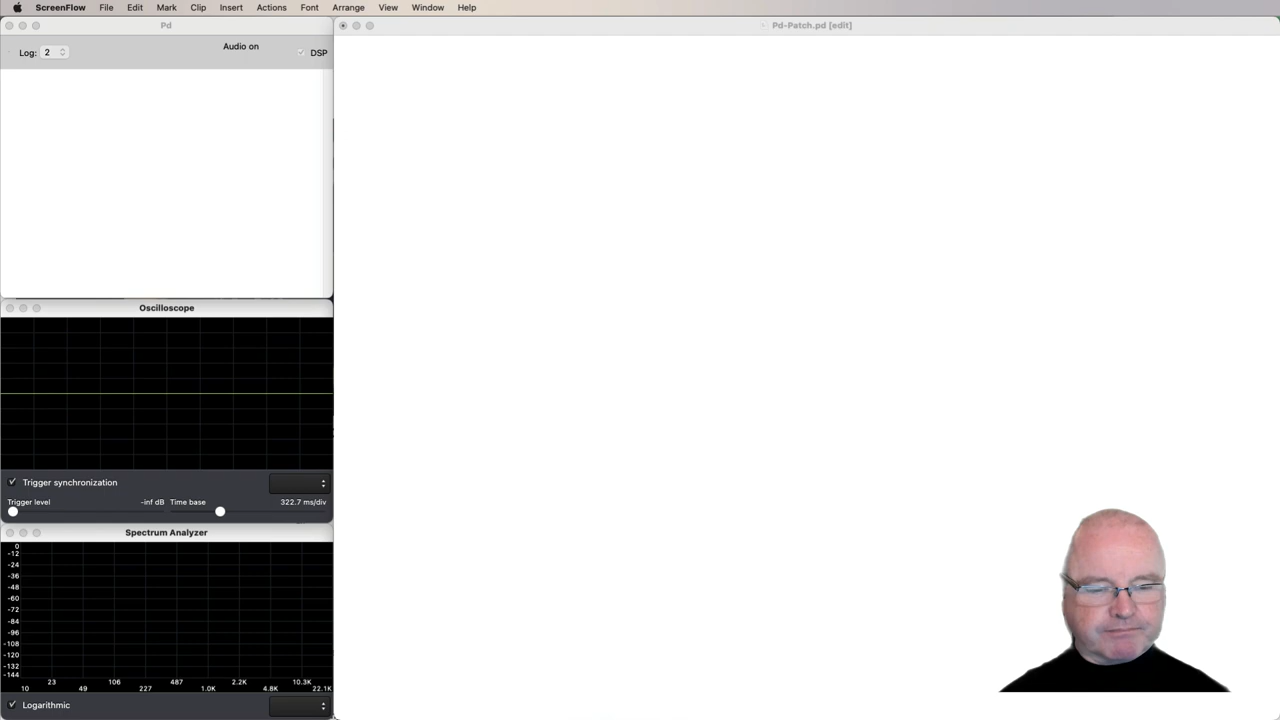 ScreenFlow File Edit Mark Clip Insert Actions Font Arrange View Window Help
Pd
Pd-Patch.pd [edit]
Log: 2
Audio on
DSP
Oscilloscope
Trigger synchronization
Trigger level -inf dB Time base 322.7 ms/div
Spectrum Analyzer
0
-12
-24
-36
-48
-60
-72
-84
-96
-108
-120
-132
-144
23 106 487 2.2K 10.3K
10 49 227 1.0K 4.8K 22.1K
Logarithmic